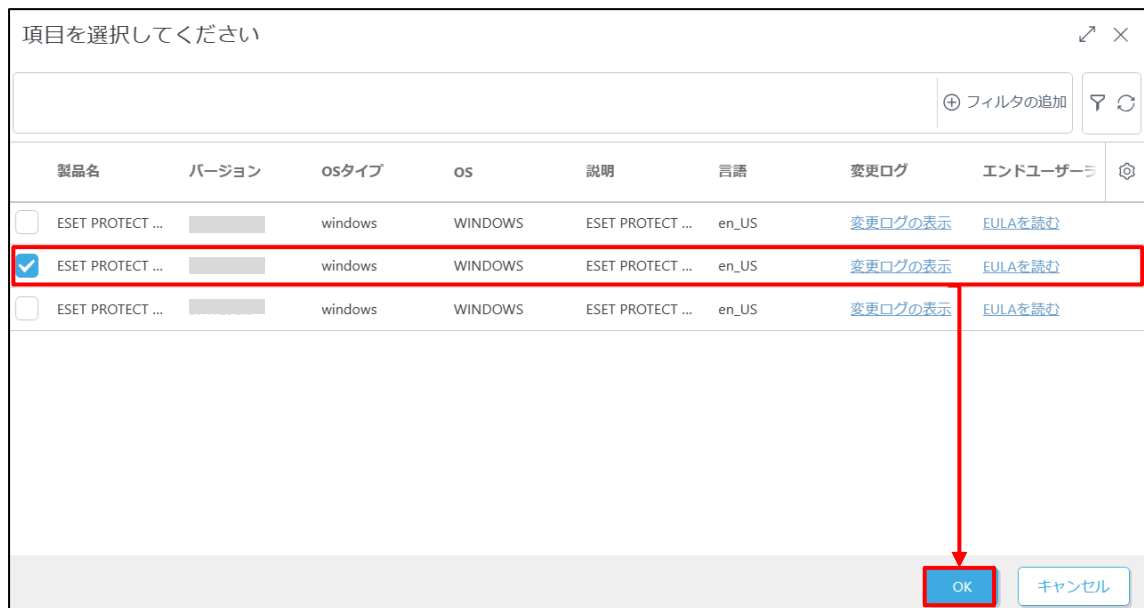 項目を選択してください
フィルタの追加
製品名 バージョン OSタイプ OS 説明 言語 変更ログ エンドユーザーラ
ESET PROTECT ... windows WINDOWS ESET PROTECT ... en_US 変更ログの表示 EULAを読む
ESET PROTECT ... windows WINDOWS ESET PROTECT ... en_US 変更ログの表示 EULAを読む
ESET PROTECT ... windows WINDOWS ESET PROTECT ... en_US 変更ログの表示 EULAを読む
OK キャンセル